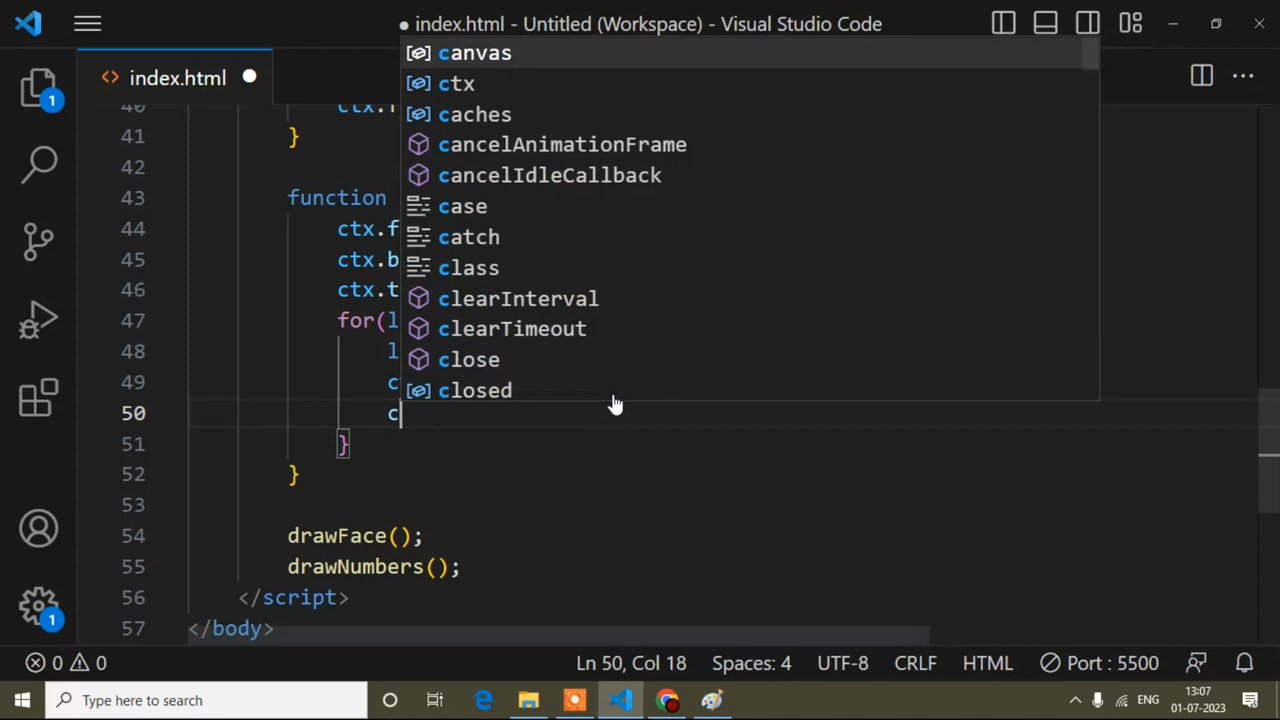 ● index.html - Untitled (Workspace) - Visual Studio Code
<> index.html ●
canvas
ctx
caches
cancelAnimationFrame
cancelIdleCallback
case
catch
class
clearInterval
clearTimeout
close
closed
40 ctx.f
41 }
42
43 function
44 ctx.f
45 ctx.b
46 ctx.t
47 for(l
48 l
49 c
50 c
51 }
52 }
53
54 drawFace();
55 drawNumbers();
56 </script>
57 </body>
1
1
0 0
Ln 50, Col 18
Spaces: 4
UTF-8
CRLF
HTML
Port : 5500
Type here to search
ENG
13:07
01-07-2023